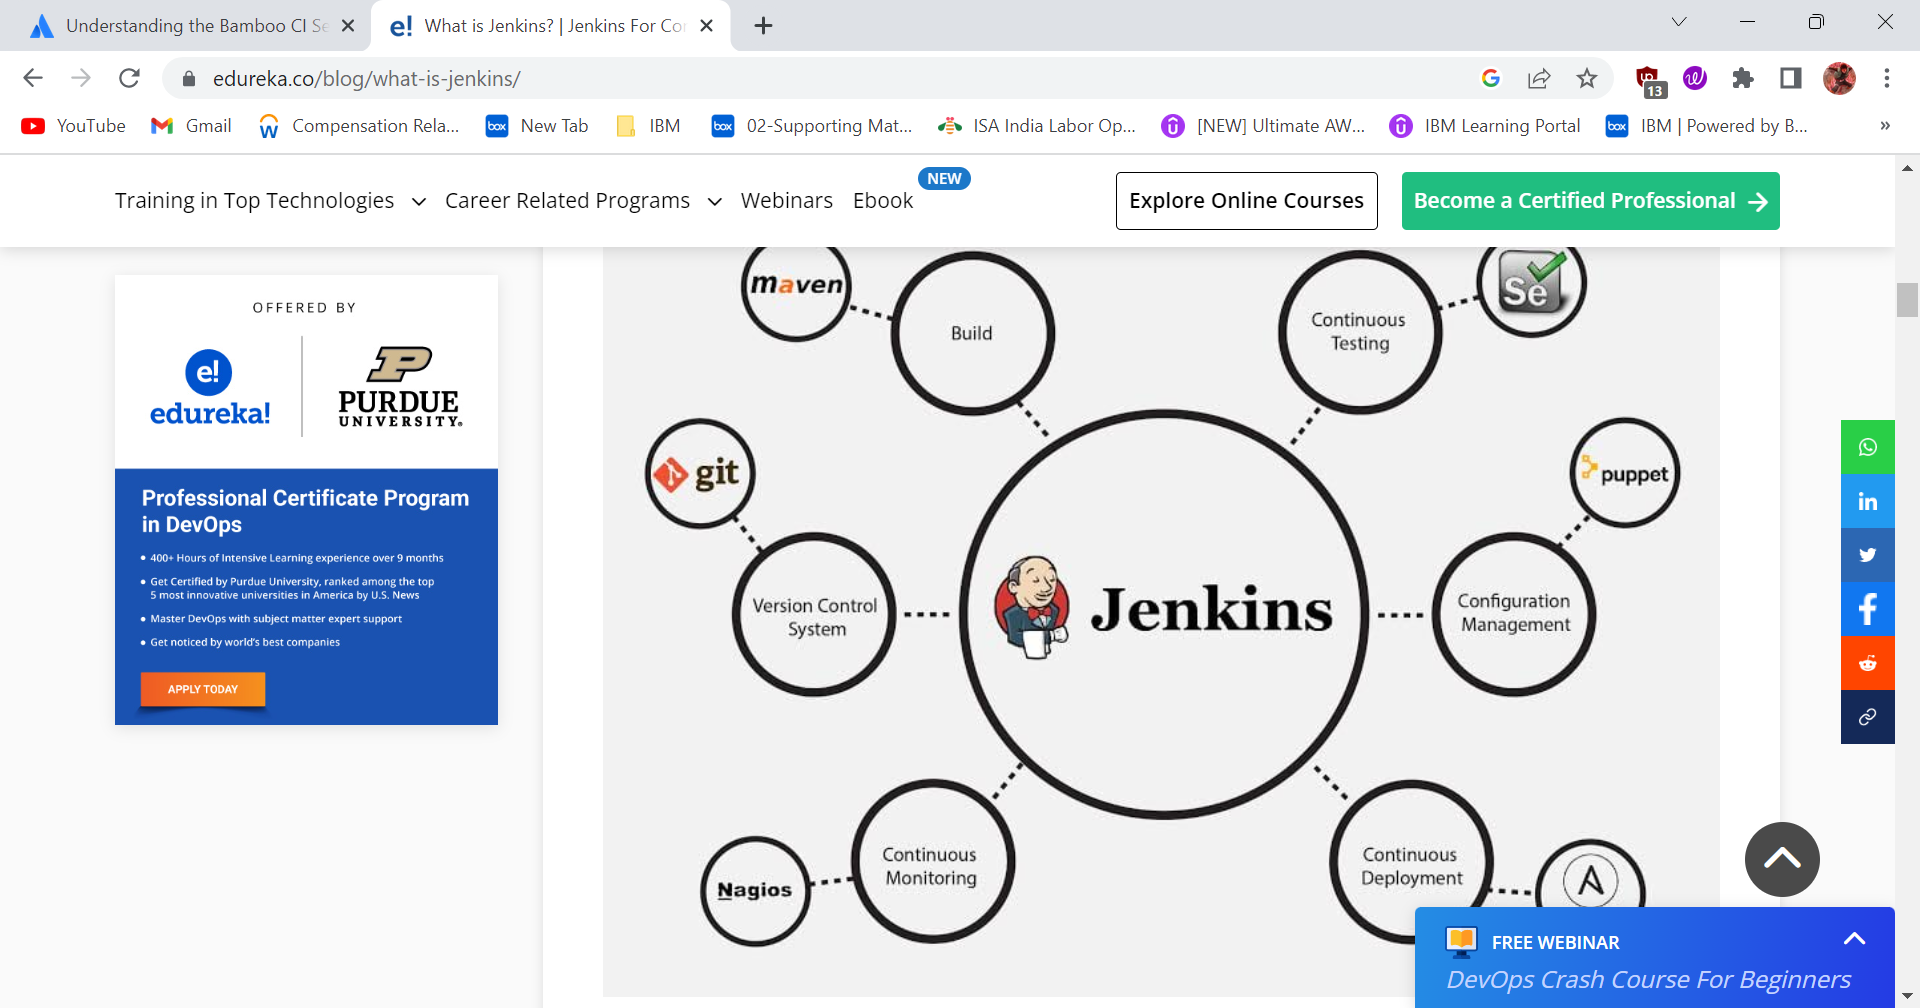 Understanding the Bamboo CI Se
e! What is Jenkins? | Jenkins For Con
edureka.co/blog/what-is-jenkins/
13
YouTube
Gmail
Compensation Rela...
box New Tab
IBM
box 02-Supporting Mat...
ISA India Labor Op...
[NEW] Ultimate AW...
IBM Learning Portal
box IBM | Powered by B...
»
Training in Top Technologies
Career Related Programs
Webinars
Ebook
NEW
Explore Online Courses
Become a Certified Professional
OFFERED BY
e!
edureka!
P
PURDUE
UNIVERSITY®
Professional Certificate Program
in DevOps
• 400+ Hours of Intensive Learning experience over 9 months
• Get Certified by Purdue University, ranked among the top
5 most innovative universities in America by U.S. News
• Master DevOps with subject matter expert support
• Get noticed by world's best companies
APPLY TODAY
maven
Build
Continuous
Testing
Se
git
puppet
Version Control
System
Jenkins
Configuration
Management
Nagios
Continuous
Monitoring
Continuous
Deployment
A
in
f
FREE WEBINAR
DevOps Crash Course For Beginners